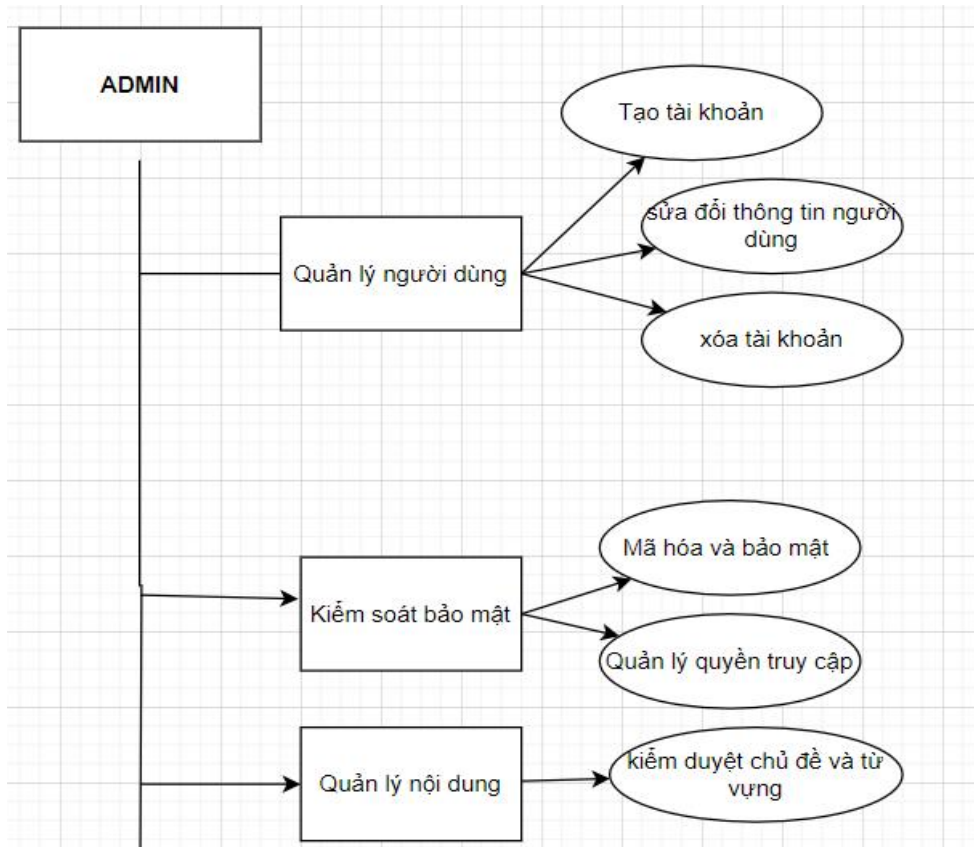 ADMIN
Tạo tài khoản
sửa đổi thông tin người
dùng
Quản lý người dùng
xóa tài khoản
Mã hóa và bảo mật
Kiểm soát bảo mật
Quản lý quyền truy cập
kiểm duyệt chủ đề và từ
vựng
Quản lý nội dung